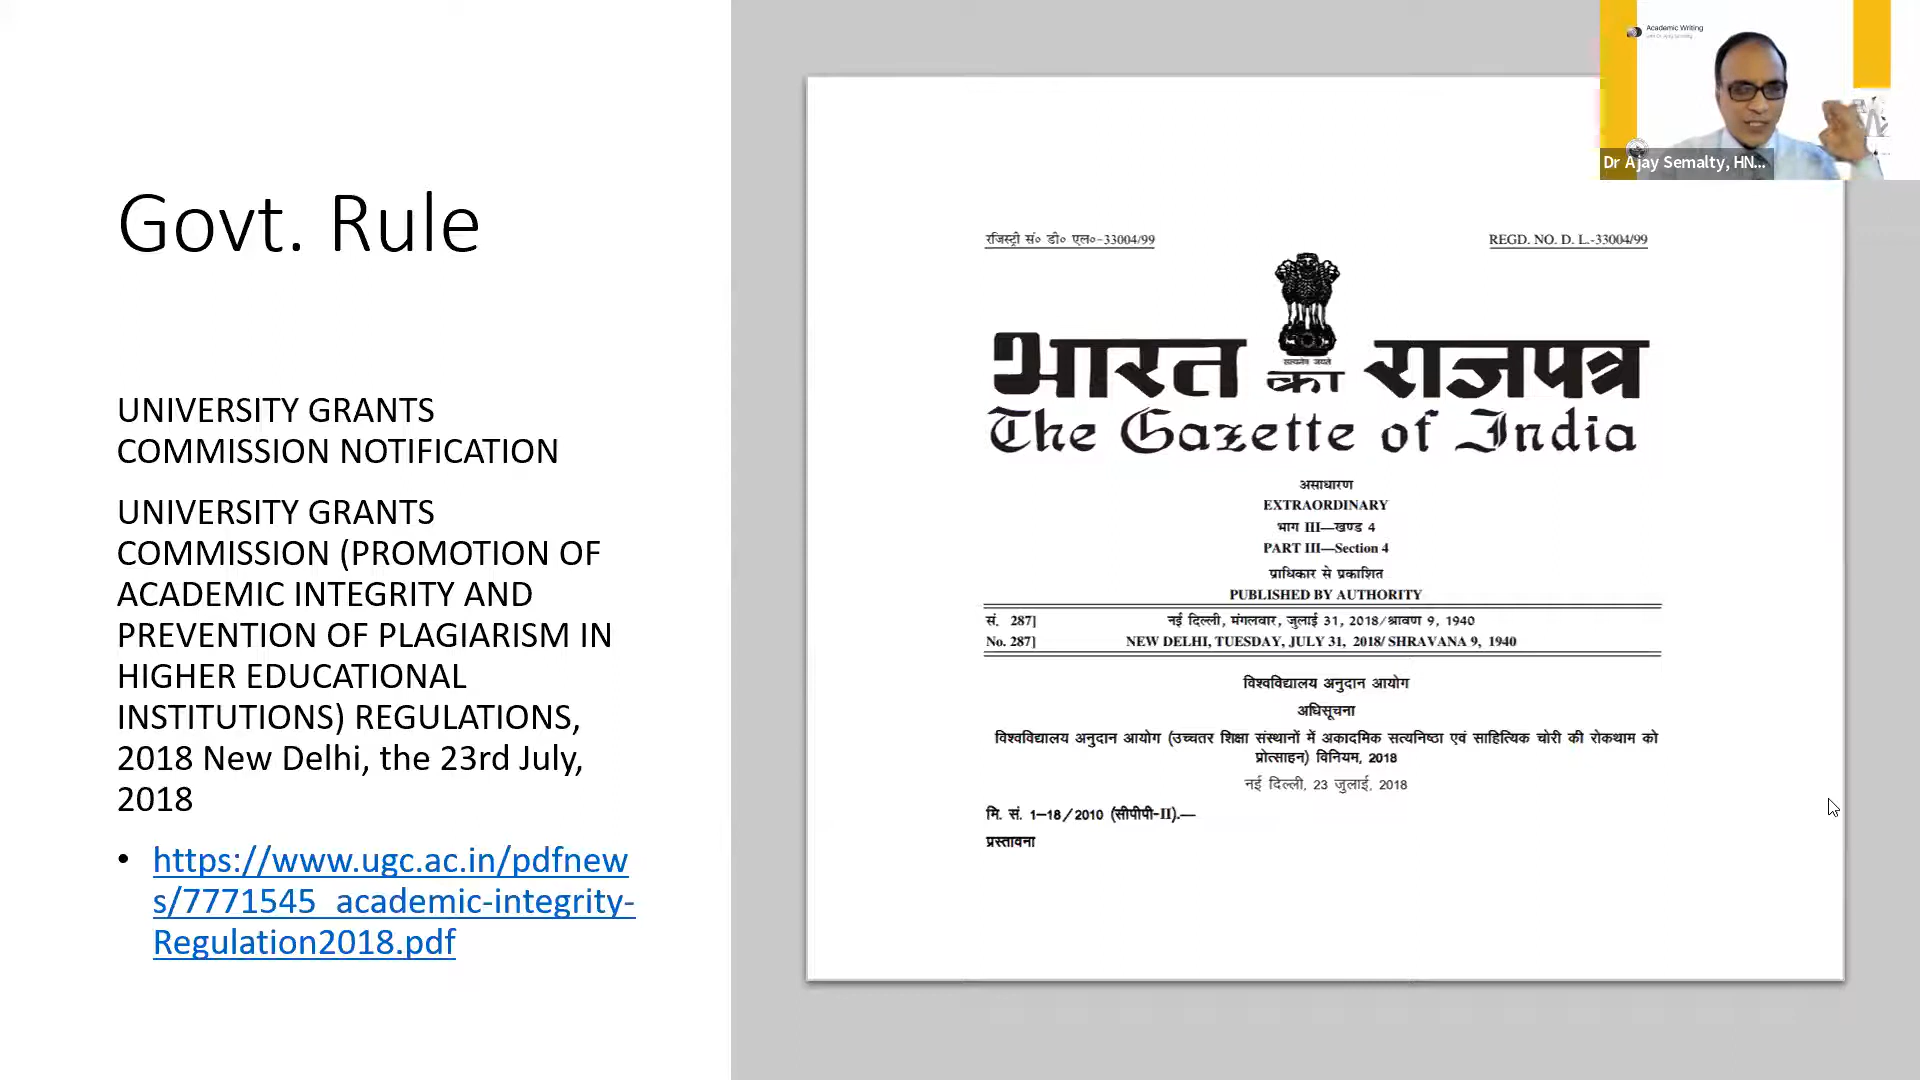 Govt. Rule
UNIVERSITY GRANTS
COMMISSION NOTIFICATION
UNIVERSITY GRANTS
COMMISSION (PROMOTION OF
ACADEMIC INTEGRITY AND
PREVENTION OF PLAGIARISM IN
HIGHER EDUCATIONAL
INSTITUTIONS) REGULATIONS,
2018 New Delhi, the 23rd July,
2018
• https://www.ugc.ac.in/pdfnew
s/7771545_academic-integrity-
Regulation2018.pdf
Academic Writing
Dr Ajay Semalty, HN...
रजिस्ट्री सं० डी० एल०-33004/99
REGD. NO. D. L.-33004/99
सत्यमेव जयते
भारत का राजपत्र
The Gazette of India
असाधारण
EXTRAORDINARY
भाग III—खण्ड 4
PART III—Section 4
प्राधिकार से प्रकाशित
PUBLISHED BY AUTHORITY
सं. 287] नई दिल्ली, मंगलवार, जुलाई 31, 2018/श्रावण 9, 1940
No. 287] NEW DELHI, TUESDAY, JULY 31, 2018/ SHRAVANA 9, 1940
विश्वविद्यालय अनुदान आयोग
अधिसूचना
विश्वविद्यालय अनुदान आयोग (उच्चतर शिक्षा संस्थानों में अकादमिक सत्यनिष्ठा एवं साहित्यिक चोरी की रोकथाम को
प्रोत्साहन) विनियम, 2018
नई दिल्ली, 23 जुलाई, 2018
मि. सं. 1–18/2010 (सीपीपी-II).—
प्रस्तावना